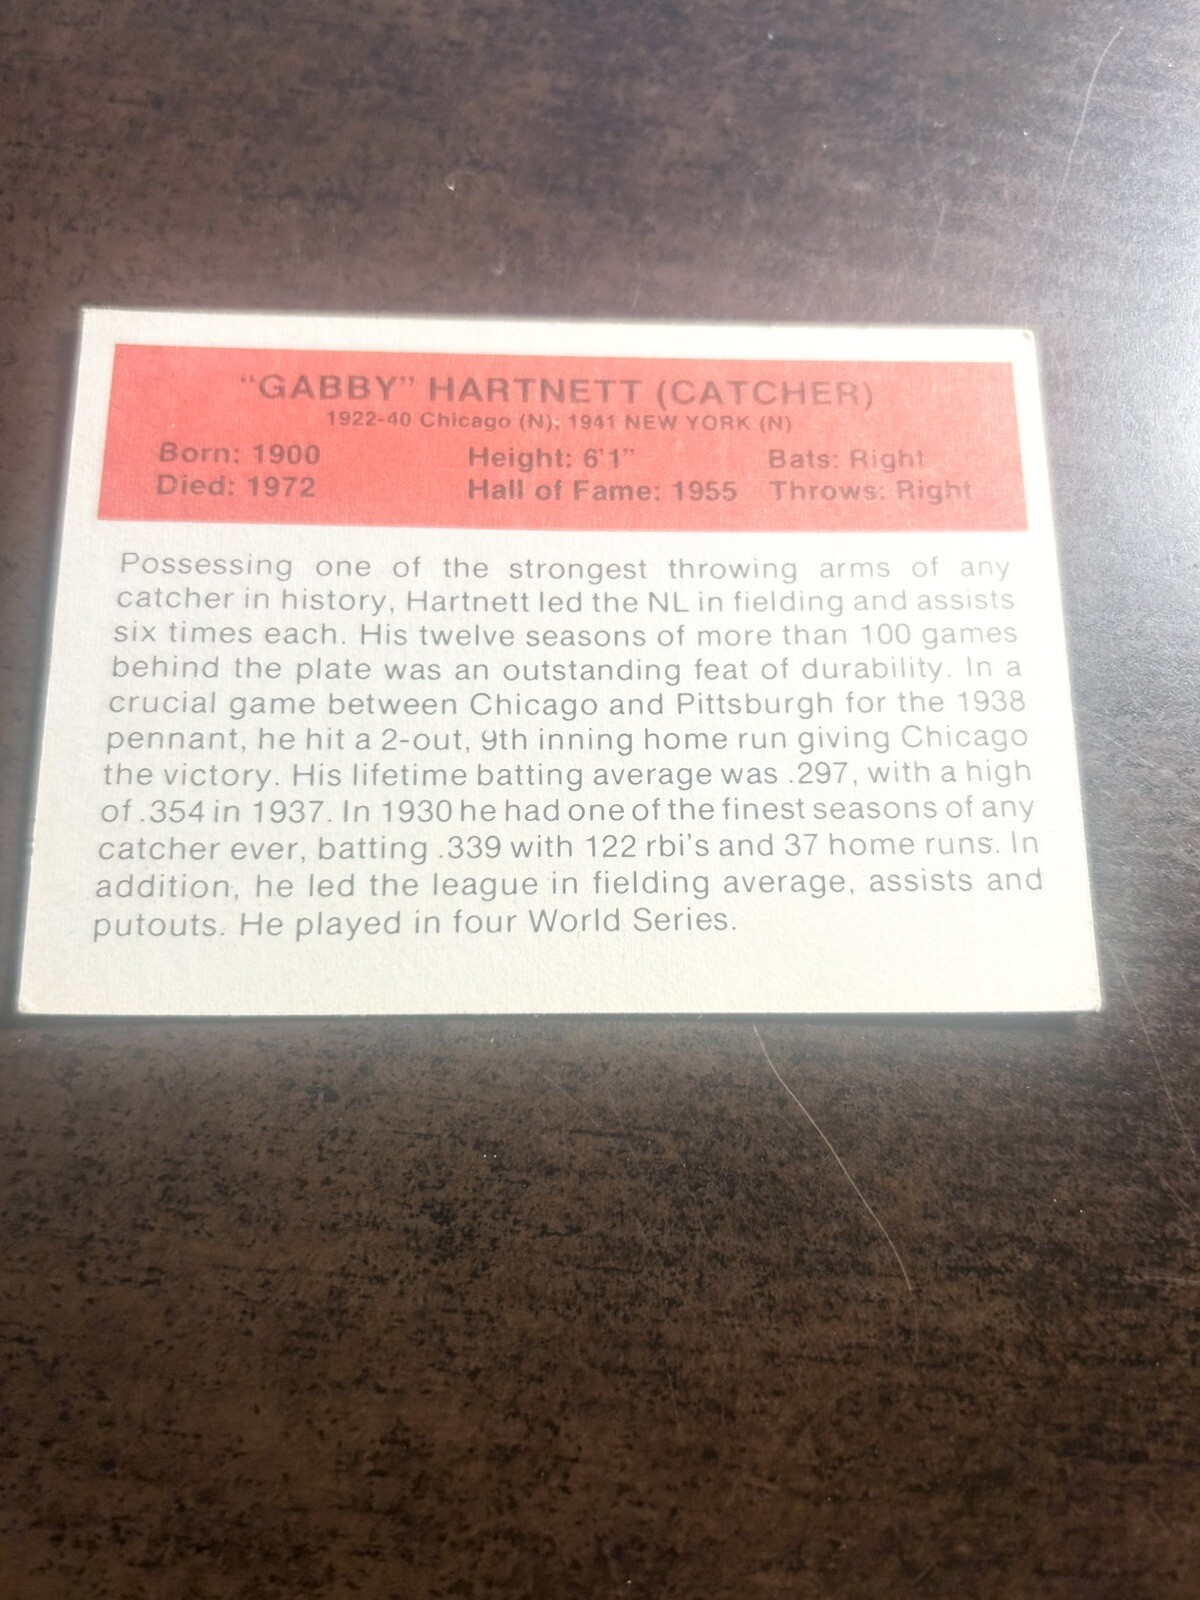 "GABBY" HARTNETT (CATCHER)
1922-40 Chicago (N); 1941 NEW YORK (N)
Born: 1900 Height: 6'1" Bats: Right
Died: 1972 Hall of Fame: 1955 Throws: Right
Possessing one of the strongest throwing arms of any
catcher in history, Hartnett led the NL in fielding and assists
six times each. His twelve seasons of more than 100 games
behind the plate was an outstanding feat of durability. In a
crucial game between Chicago and Pittsburgh for the 1938
pennant, he hit a 2-out, 9th inning home run giving Chicago
the victory. His lifetime batting average was .297, with a high
of .354 in 1937. In 1930 he had one of the finest seasons of any
catcher ever, batting .339 with 122 rbi's and 37 home runs. In
addition, he led the league in fielding average, assists and
putouts. He played in four World Series.